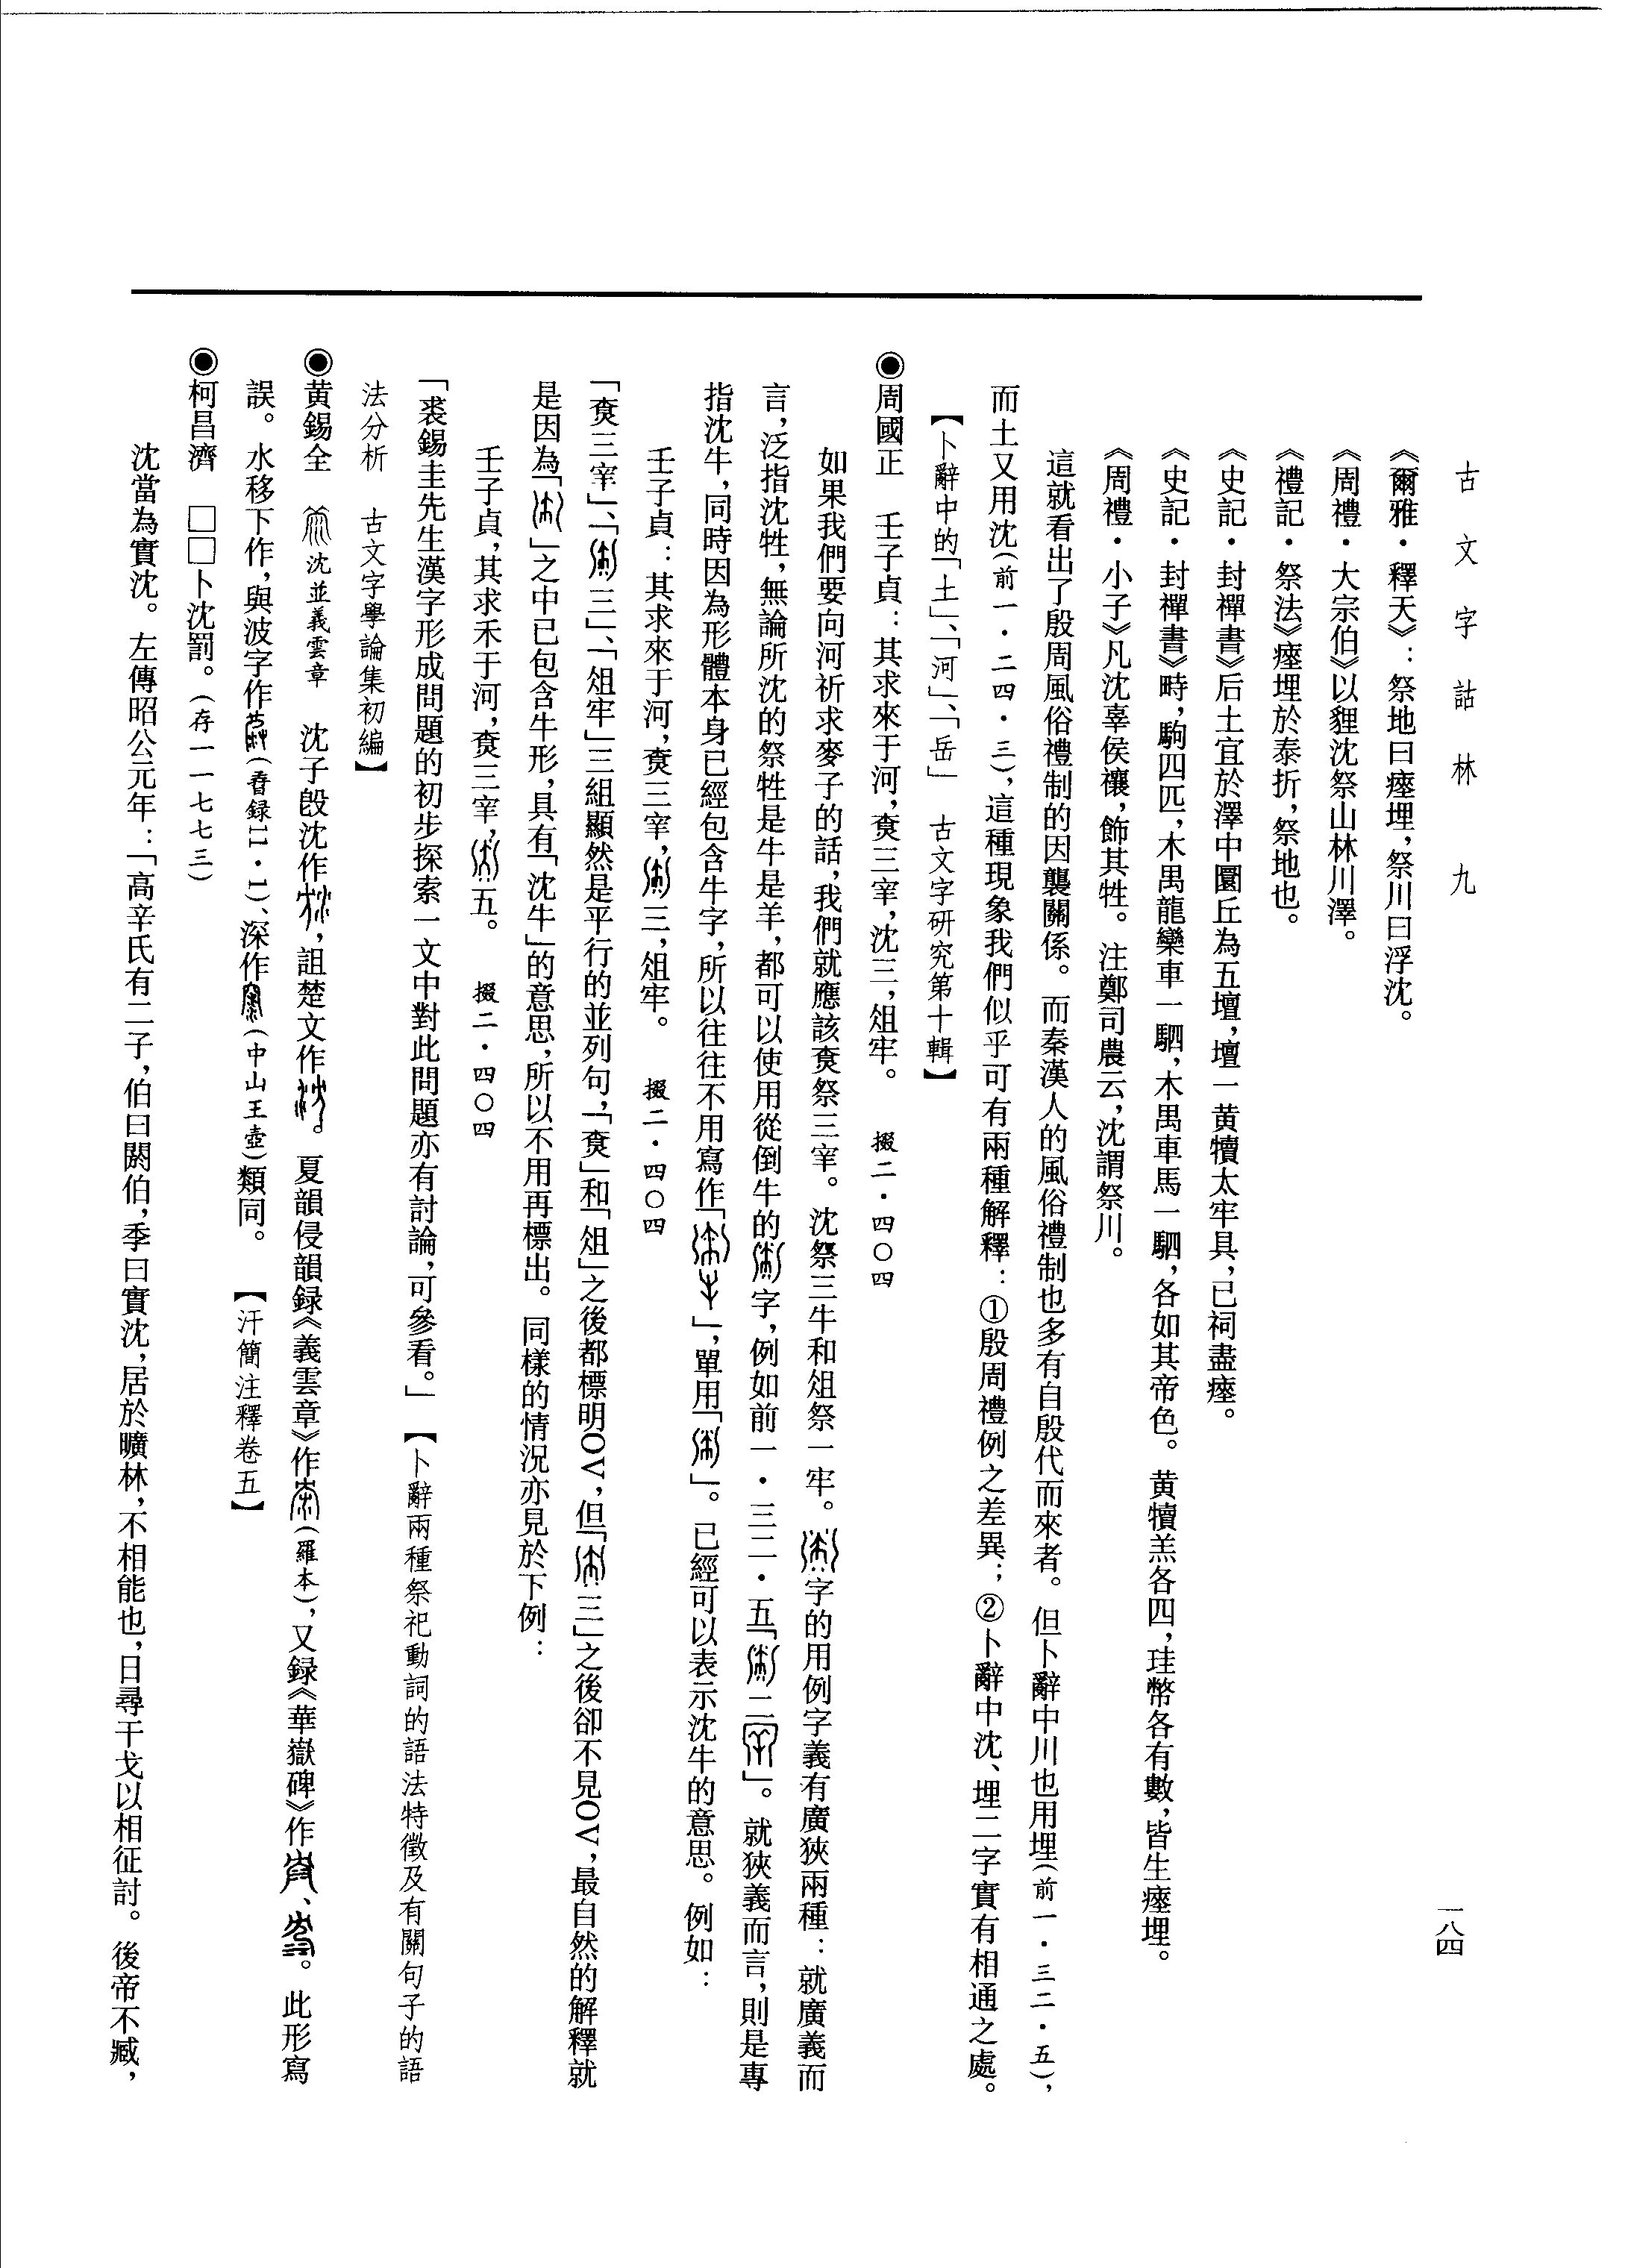 古文字詁林 九
一八四
《爾雅·釋天》：祭地曰瘞埋，祭川曰浮沈。
《周禮·大宗伯》以貍沈祭山林川澤。
《禮記·祭法》瘞埋於泰折，祭地也。
《史記·封禪書》后土宜於澤中圜丘為五壇，壇一黃犢太牢具，已祠盡瘞。
《史記·封禪書》時，駒四匹，木禺龍欒車一駟，木禺車馬一駟，各如其帝色。黃犢羔各四，珪幣各有數，皆生瘞埋。
《周禮·小子》凡沈辜侯禳，飾其牲。注鄭司農云，沈謂祭川。
這就看出了殷周風俗禮制的因襲關係。而秦漢人的風俗禮制也多有自殷代而來者。但卜辭中川也用埋（前一·三二·五），
而土又用沈（前一·二四·三），這種現象我們似乎可有兩種解釋：①殷周禮例之差異；②卜辭中沈、埋二字實有相通之處。
【卜辭中的「土」、「河」、「岳」 古文字研究第十輯】
◉周國正 壬子貞：其求來于河，㝮三宰，沈三，俎牢。 掇二·四〇四
如果我們要向河祈求麥子的話，我們就應該祭三宰。沈祭三牛和俎祭一牢。字的用例字義有廣狹兩種：就廣義而
言，泛指沈牲，無論所沈的祭牲是牛是羊，都可以使用從倒牛的字，例如前一·三二·五「二」。就狹義而言，則是專
指沈牛，同時因為形體本身已經包含牛字，所以往往不用寫作「」，單用「」。已經可以表示沈牛的意思。例如：
壬子貞：其求來于河，三宰，三，俎牢。 掇二·四〇四
「三宰」、「三」、「俎牢」三組顯然是平行的並列句，「」和「俎」之後都標明OV，但「三」之後卻不見OV，最自然的解釋就
是因為「」之中已包含牛形，具有「沈牛」的意思，所以不用再標出。同樣的情況亦見於下例：
壬子貞，其求禾于河，三宰，五。 掇二·四〇四
「裘錫圭先生漢字形成問題的初步探索一文中對此問題亦有討論，可參看。」 【卜辭兩種祭祀動詞的語法特徵及有關句子的語
法分析 古文字學論集初編】
◉黄錫全 沈並義雲章 沈子𣪘沈作，詛楚文作。夏韻侵韻録《義雲章》作（羅本），又録《華嶽碑》作、。此形寫
誤。水移下作，與波字作（録11·1）、深作（中山王壺）類同。 【汗簡注釋卷五】
◉柯昌濟 □□卜沈罰。（存一一七七三）
沈當為實沈。左傳昭公元年：「高辛氏有二子，伯曰閼伯，季曰實沈，居於曠林，不相能也，日尋干戈以相征討。後帝不臧，